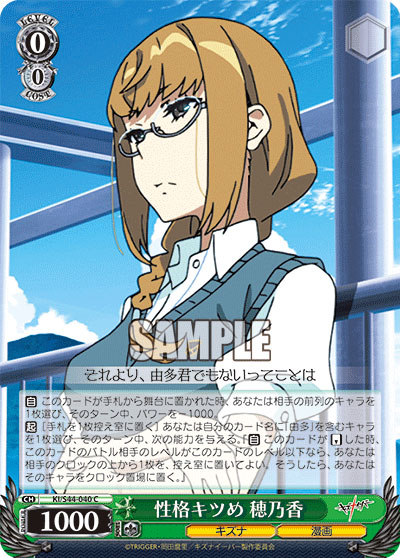 LEVEL
0
0
COST
SAMPLE
それより、由多君でもないってことは
自 このカードが手札から舞台に置かれた時、あなたは相手の前列のキャラを
1枚選び、そのターン中、パワーを－1000。
起 ［手札を1枚控え室に置く］ あなたは自分のカード名に「由多」を含むキャラ
を1枚選び、そのターン中、次の能力を与える。『自 このカードが した時、こ
のカードのバトル相手のレベルがこのカードのレベル以下なら、あなたは
相手のクロックの上から1枚を、控え室に置いてよい。そうしたら、あなたは
そのキャラをクロック置場に置く。』
CH KI/S44-040 C
1000
性格キツめ 穂乃香
キズナイーバー
キズナ
漫画
©TRIGGER・岡田麿里／キズナイーバー製作委員会